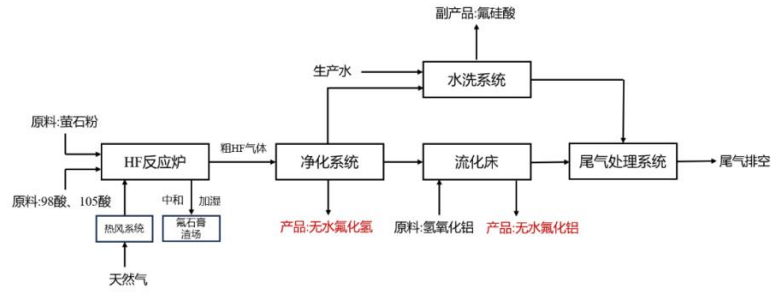 副产品:氟硅酸
生产水
水洗系统
原料:萤石粉
HF反应炉
粗HF气体
净化系统
流化床
尾气处理系统
尾气排空
原料:98酸、105酸
中和
加湿
热风系统
氟石膏
渣场
产品:无水氟化氢
原料:氢氧化铝
产品:无水氟化铝
天然气